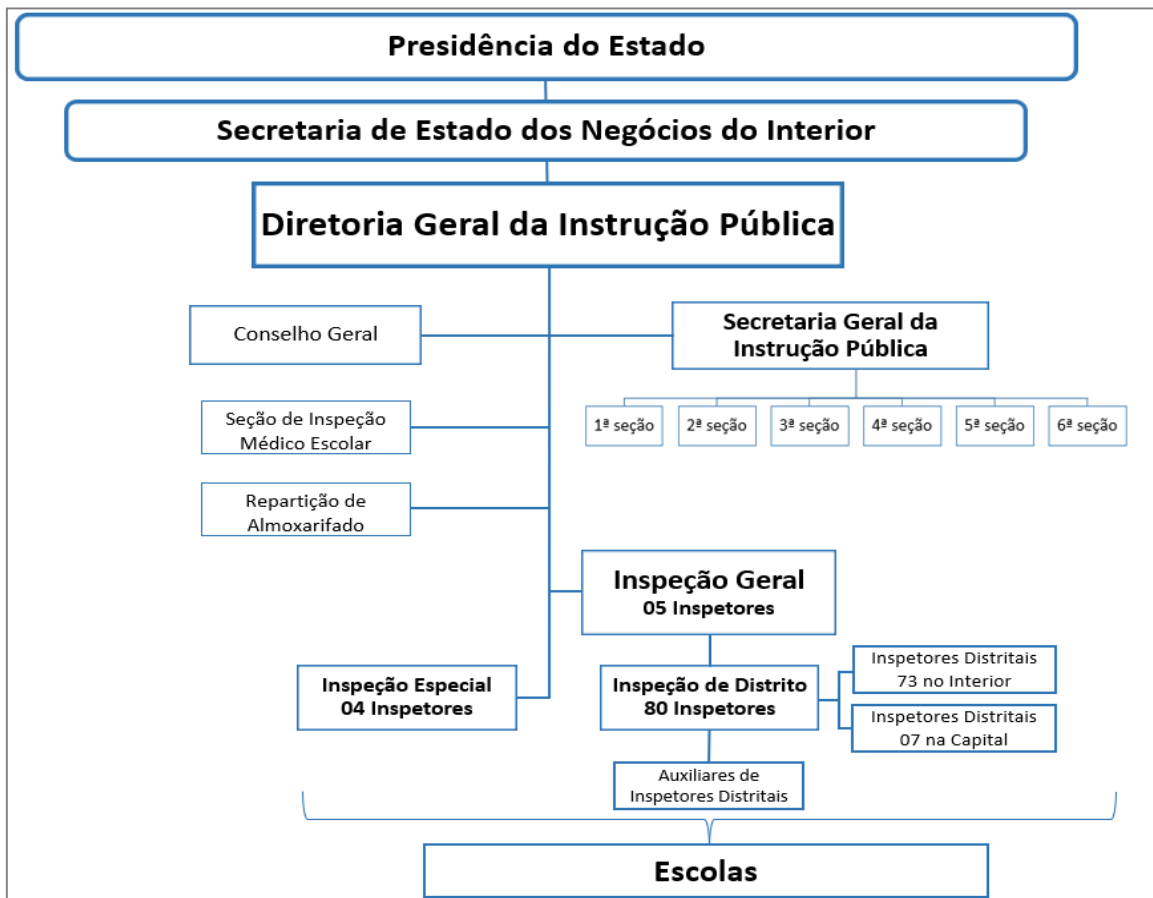 Presidência do Estado
Secretaria de Estado dos Negócios do Interior
Diretoria Geral da Instrução Pública
Conselho Geral
Secretaria Geral da
Instrução Pública
Seção de Inspeção
Médico Escolar
1ª seção
2ª seção
3ª seção
4ª seção
5ª seção
6ª seção
Repartição de
Almoxarifado
Inspeção Geral
05 Inspetores
Inspeção Especial
04 Inspetores
Inspeção de Distrito
80 Inspetores
Inspetores Distritais
73 no Interior
Inspetores Distritais
07 na Capital
Auxiliares de
Inspetores Distritais
Escolas